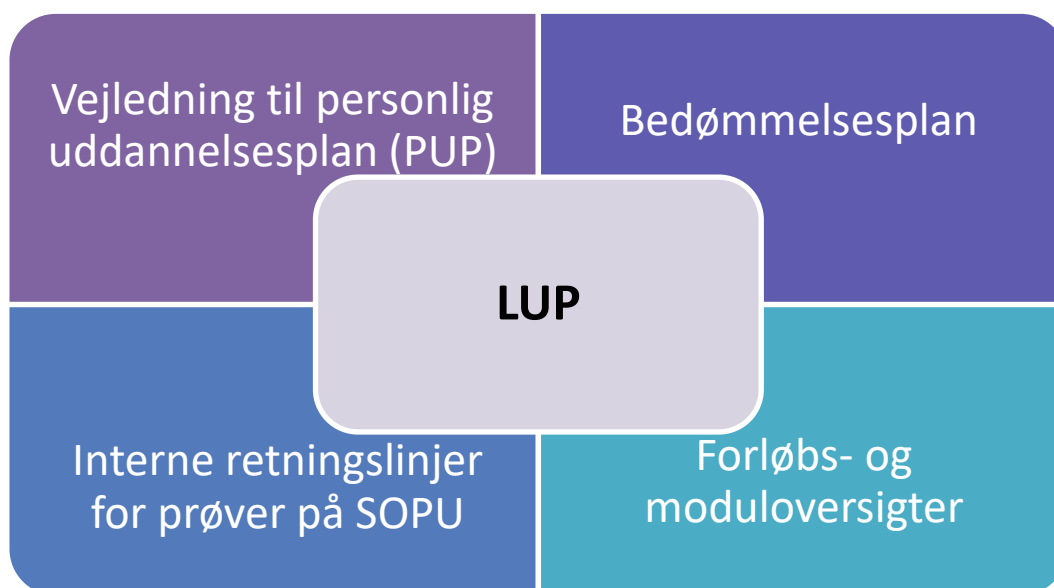 Vejledning til personlig
uddannelsesplan (PUP)
Bedømmelsesplan
LUP
Interne retningslinjer
for prøver på SOPU
Forløbs- og
moduloversigter